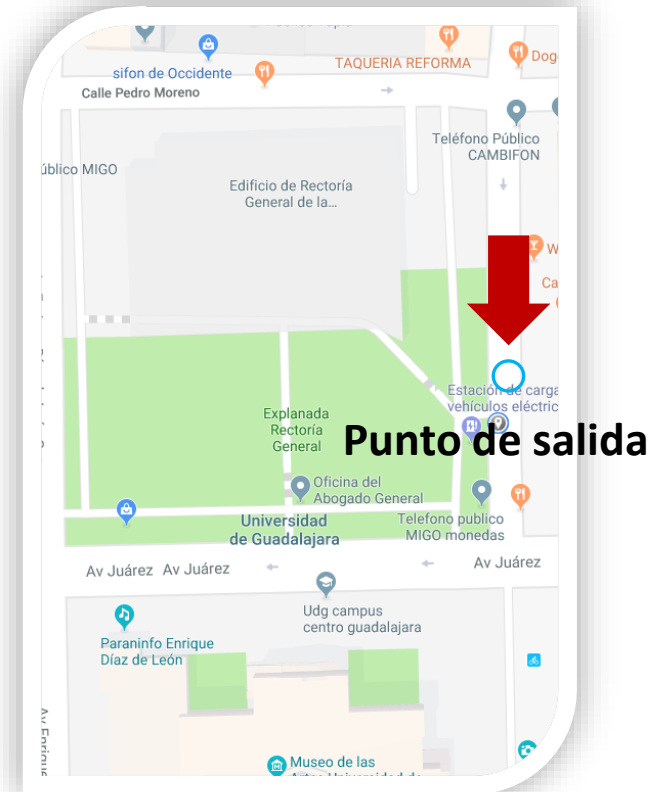 TAQUERIA REFORMA
Dog
sifon de Occidente
Calle Pedro Moreno
Teléfono Público
CAMBIFON
úblico MIGO
Edificio de Rectoría
General de la...
W
Ca
Estación de carga
vehículos eléctric
Explanada
Rectoría
General
Punto de salida
Oficina del
Abogado General
Universidad
de Guadalajara
Telefono publico
MIGO monedas
Av Juárez
Av Juárez
Av Juárez
Udg campus
centro guadalajara
Paraninfo Enrique
Díaz de León
Av Enrique
Museo de las